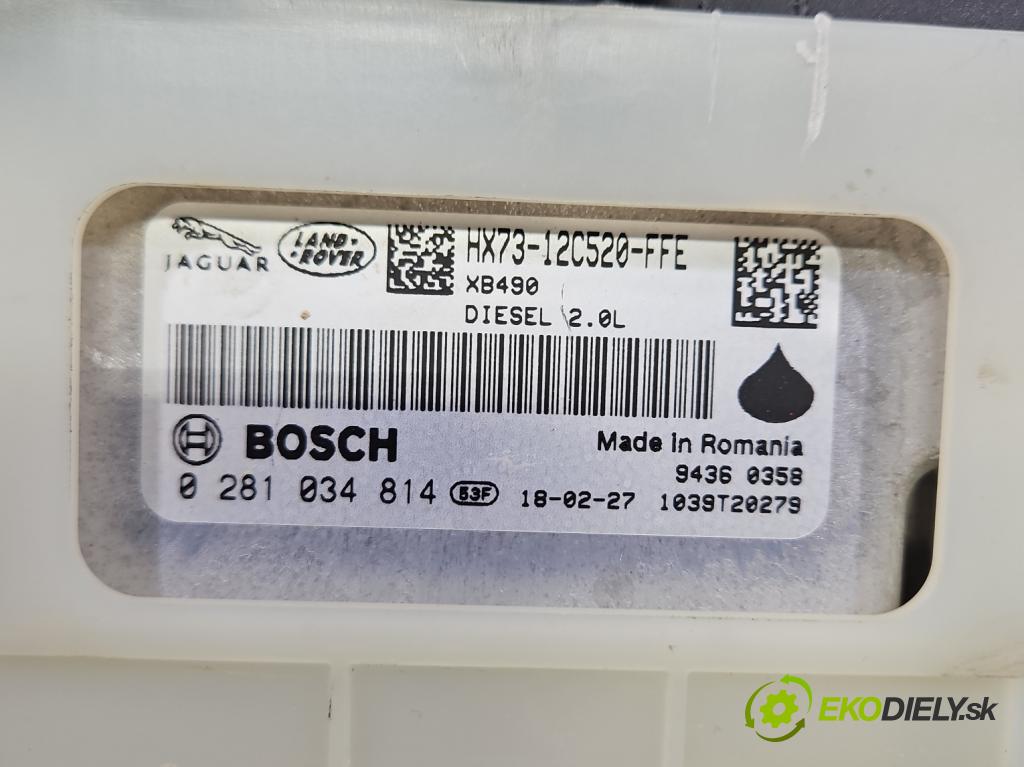 JAGUAR LAND- ROVER HX73-12C520-FFE
XB490
DIESEL 2.0L
BOSCH Made in Romania
9436 0358
0 281 034 814 53F 18-02-27 1039T20279
EKODIELY.sk